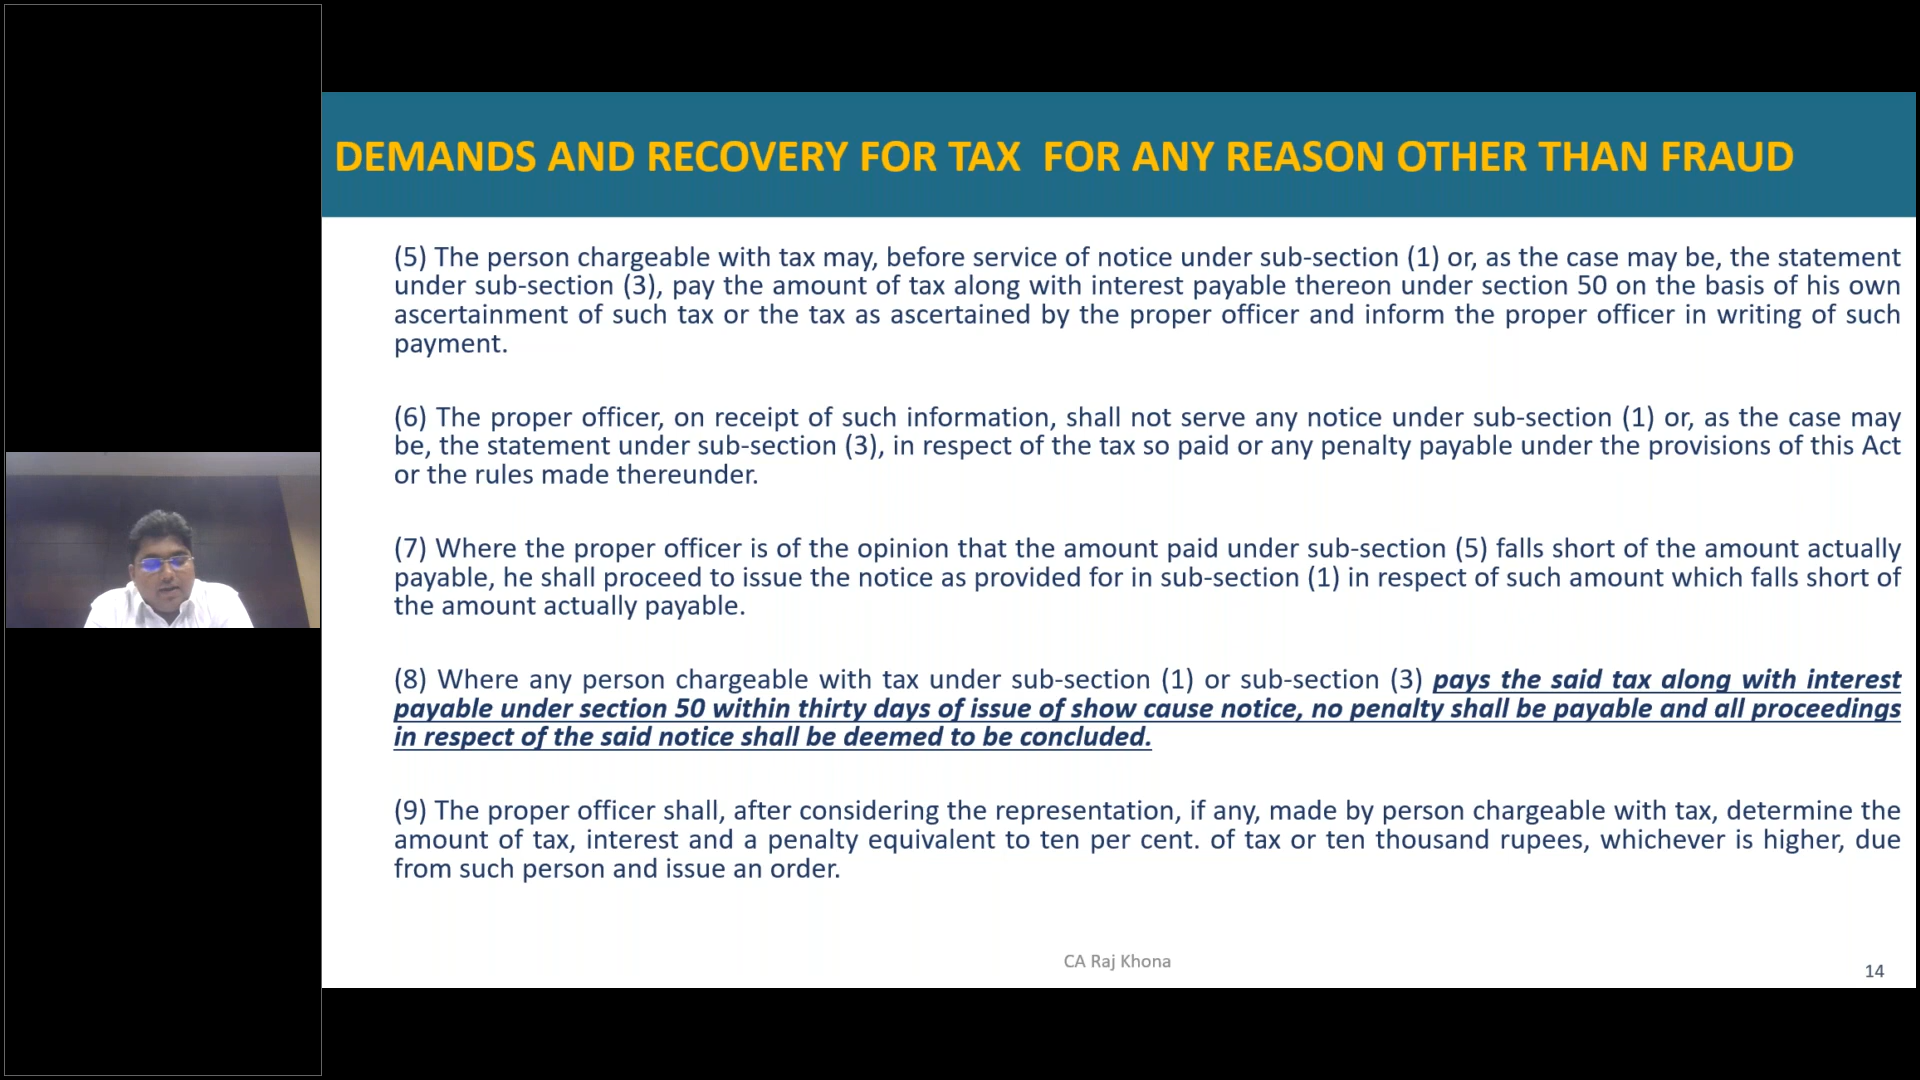 DEMANDS AND RECOVERY FOR TAX  FOR ANY REASON OTHER THAN FRAUD
(5) The person chargeable with tax may, before service of notice under sub-section (1) or, as the case may be, the statement
under sub-section (3), pay the amount of tax along with interest payable thereon under section 50 on the basis of his own
ascertainment of such tax or the tax as ascertained by the proper officer and inform the proper officer in writing of such
payment.
(6) The proper officer, on receipt of such information, shall not serve any notice under sub-section (1) or, as the case may
be, the statement under sub-section (3), in respect of the tax so paid or any penalty payable under the provisions of this Act
or the rules made thereunder.
(7) Where the proper officer is of the opinion that the amount paid under sub-section (5) falls short of the amount actually
payable, he shall proceed to issue the notice as provided for in sub-section (1) in respect of such amount which falls short of
the amount actually payable.
(8) Where any person chargeable with tax under sub-section (1) or sub-section (3) pays the said tax along with interest
payable under section 50 within thirty days of issue of show cause notice, no penalty shall be payable and all proceedings
in respect of the said notice shall be deemed to be concluded.
(9) The proper officer shall, after considering the representation, if any, made by person chargeable with tax, determine the
amount of tax, interest and a penalty equivalent to ten per cent. of tax or ten thousand rupees, whichever is higher, due
from such person and issue an order.
CA Raj Khona
14